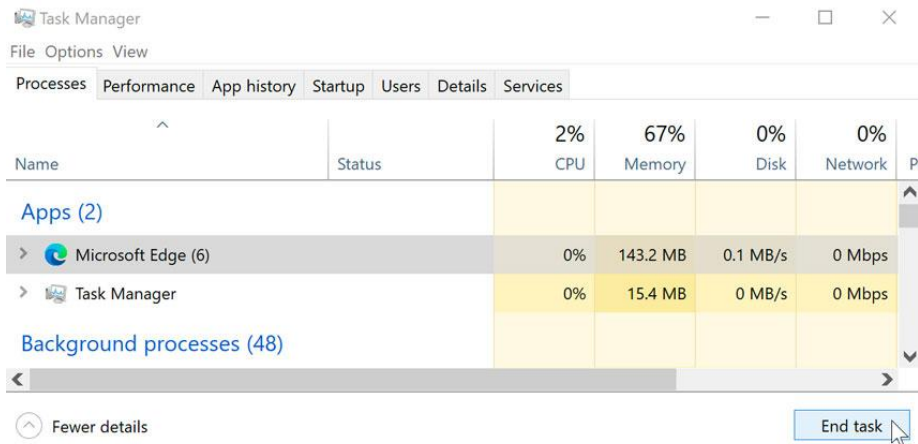 Task Manager
File Options View
Processes Performance App history Startup Users Details Services
2% 67% 0% 0%
Name Status CPU Memory Disk Network P
Apps (2)
Microsoft Edge (6) 0% 143.2 MB 0.1 MB/s 0 Mbps
Task Manager 0% 15.4 MB 0 MB/s 0 Mbps
Background processes (48)
Fewer details End task